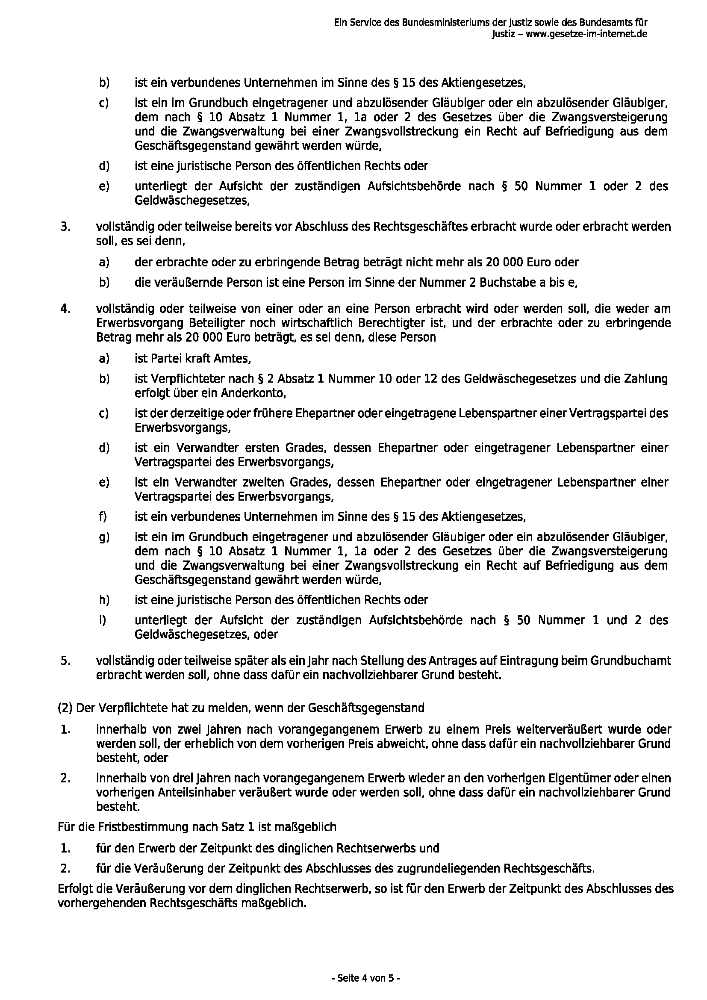 Ein Service des Bundesministeriums der Justiz sowie des Bundesamts für
Justiz – www.gesetze-im-internet.de
b) ist ein verbundenes Unternehmen im Sinne des § 15 des Aktiengesetzes,
c) ist ein im Grundbuch eingetragener und abzulösender Gläubiger oder ein abzulösender Gläubiger,
dem nach § 10 Absatz 1 Nummer 1, 1a oder 2 des Gesetzes über die Zwangsversteigerung
und die Zwangsverwaltung bei einer Zwangsvollstreckung ein Recht auf Befriedigung aus dem
Geschäftsgegenstand gewährt werden würde,
d) ist eine juristische Person des öffentlichen Rechts oder
e) unterliegt der Aufsicht der zuständigen Aufsichtsbehörde nach § 50 Nummer 1 oder 2 des
Geldwäschegesetzes,
3. vollständig oder teilweise bereits vor Abschluss des Rechtsgeschäftes erbracht wurde oder erbracht werden
soll, es sei denn,
a) der erbrachte oder zu erbringende Betrag beträgt nicht mehr als 20 000 Euro oder
b) die veräußernde Person ist eine Person im Sinne der Nummer 2 Buchstabe a bis e,
4. vollständig oder teilweise von einer oder an eine Person erbracht wird oder werden soll, die weder am
Erwerbsvorgang Beteiligter noch wirtschaftlich Berechtigter ist, und der erbrachte oder zu erbringende
Betrag mehr als 20 000 Euro beträgt, es sei denn, diese Person
a) ist Partei kraft Amtes,
b) ist Verpflichteter nach § 2 Absatz 1 Nummer 10 oder 12 des Geldwäschegesetzes und die Zahlung
erfolgt über ein Anderkonto,
c) ist der derzeitige oder frühere Ehepartner oder eingetragene Lebenspartner einer Vertragspartei des
Erwerbsvorgangs,
d) ist ein Verwandter ersten Grades, dessen Ehepartner oder eingetragener Lebenspartner einer
Vertragspartei des Erwerbsvorgangs,
e) ist ein Verwandter zweiten Grades, dessen Ehepartner oder eingetragener Lebenspartner einer
Vertragspartei des Erwerbsvorgangs,
f) ist ein verbundenes Unternehmen im Sinne des § 15 des Aktiengesetzes,
g) ist ein im Grundbuch eingetragener und abzulösender Gläubiger oder ein abzulösender Gläubiger,
dem nach § 10 Absatz 1 Nummer 1, 1a oder 2 des Gesetzes über die Zwangsversteigerung
und die Zwangsverwaltung bei einer Zwangsvollstreckung ein Recht auf Befriedigung aus dem
Geschäftsgegenstand gewährt werden würde,
h) ist eine juristische Person des öffentlichen Rechts oder
i) unterliegt der Aufsicht der zuständigen Aufsichtsbehörde nach § 50 Nummer 1 und 2 des
Geldwäschegesetzes, oder
5. vollständig oder teilweise später als ein Jahr nach Stellung des Antrages auf Eintragung beim Grundbuchamt
erbracht werden soll, ohne dass dafür ein nachvollziehbarer Grund besteht.
(2) Der Verpflichtete hat zu melden, wenn der Geschäftsgegenstand
1. innerhalb von zwei Jahren nach vorangegangenem Erwerb zu einem Preis weiterveräußert wurde oder
werden soll, der erheblich von dem vorherigen Preis abweicht, ohne dass dafür ein nachvollziehbarer Grund
besteht, oder
2. innerhalb von drei Jahren nach vorangegangenem Erwerb wieder an den vorherigen Eigentümer oder einen
vorherigen Anteilsinhaber veräußert wurde oder werden soll, ohne dass dafür ein nachvollziehbarer Grund
besteht.
Für die Fristbestimmung nach Satz 1 ist maßgeblich
1. für den Erwerb der Zeitpunkt des dinglichen Rechtserwerbs und
2. für die Veräußerung der Zeitpunkt des Abschlusses des zugrundeliegenden Rechtsgeschäfts.
Erfolgt die Veräußerung vor dem dinglichen Rechtserwerb, so ist für den Erwerb der Zeitpunkt des Abschlusses des
vorhergehenden Rechtsgeschäfts maßgeblich.
- Seite 4 von 5 -